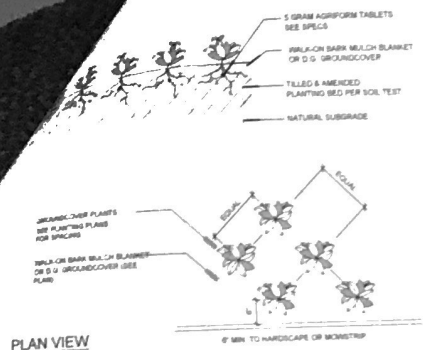 5 GRAM AGRIFORM TABLETS
SEE SPECS
WALK-ON BARK MULCH BLANKET
OR D.G. GROUNDCOVER
TILLED & AMENDED
PLANTING BED PER SOIL TEST
NATURAL SUBGRADE
EQUAL
EQUAL
GROUNDCOVER PLANTS
SEE PLANTING PLANS
FOR SPACING
WALK-ON BARK MULCH BLANKET
OR D.G. GROUNDCOVER (SEE
PLAN)
6"
6" MIN. TO HARDSCAPE OR MOWSTRIP
PLAN VIEW